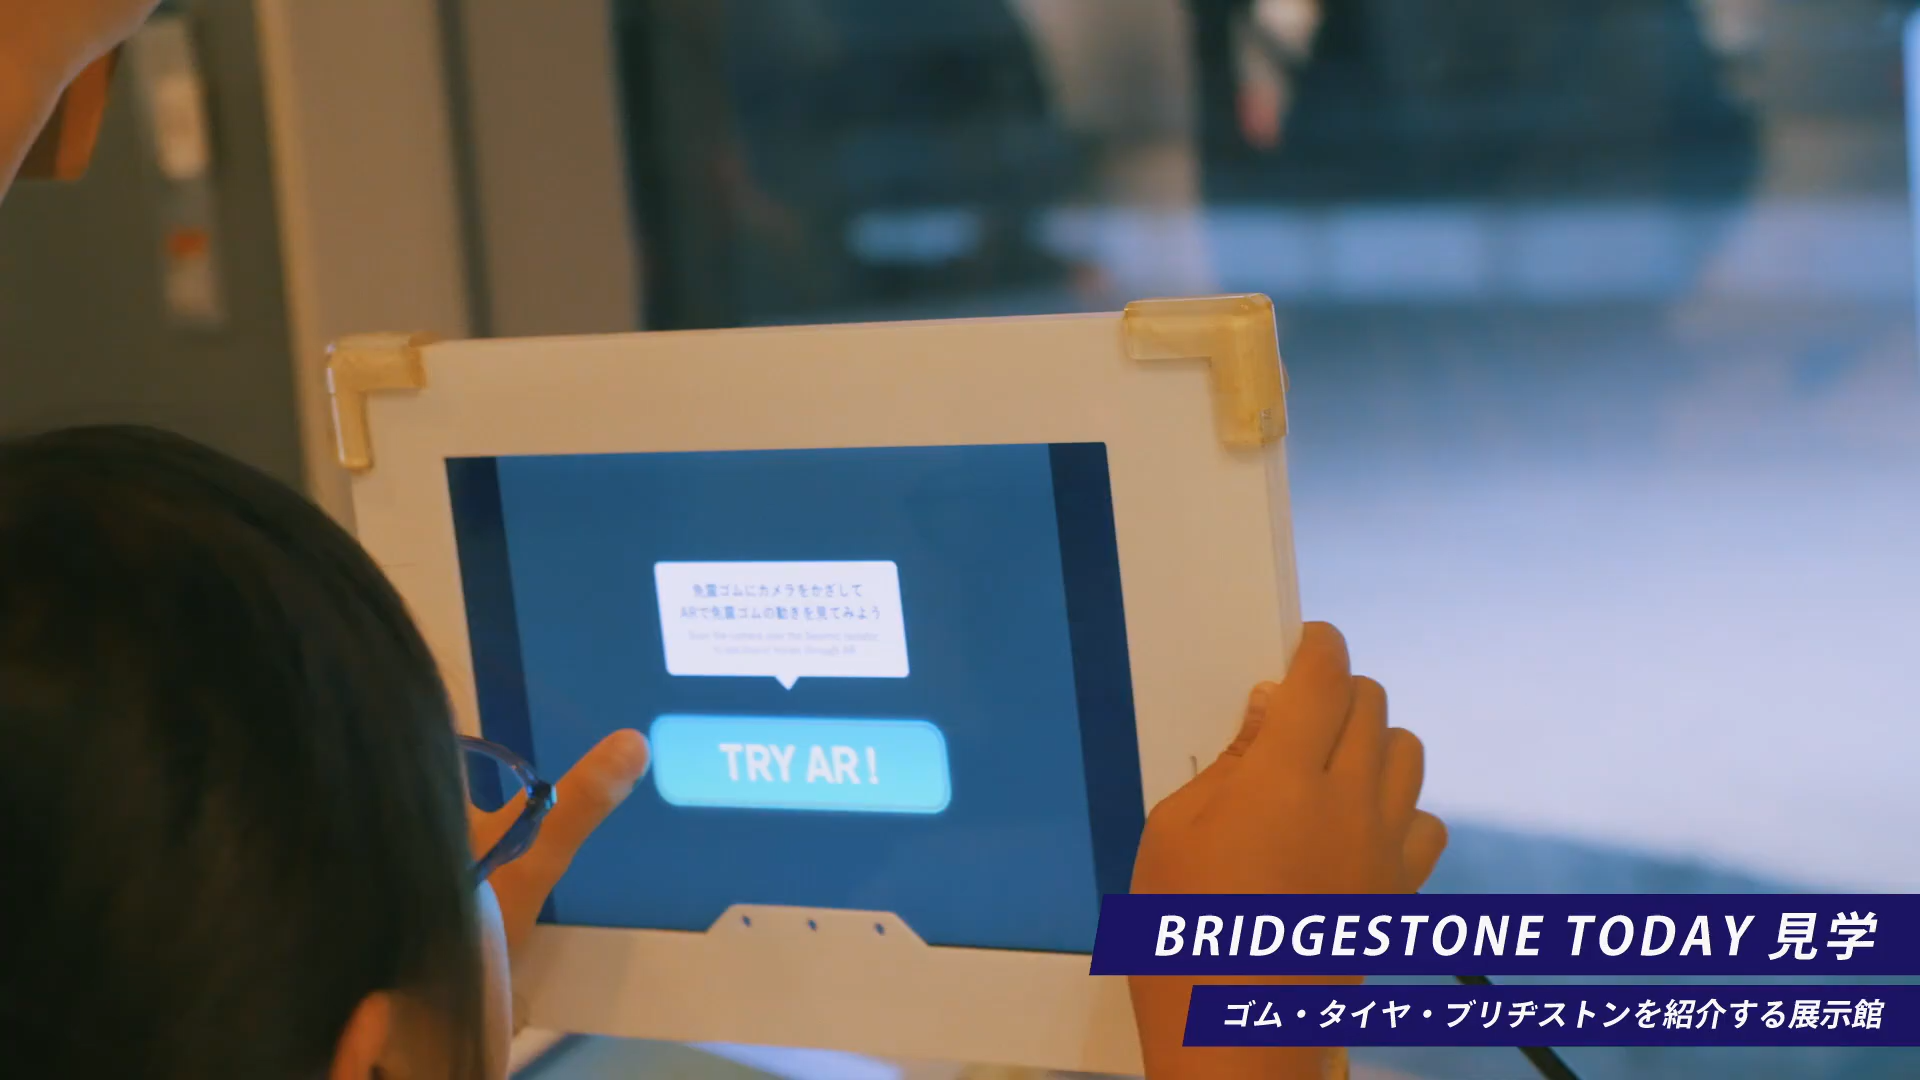 免震ゴムにカメラをかざして
ARで免震ゴムの動きを見てみよう
TRY AR!
BRIDGESTONE TODAY 見学
ゴム・タイヤ・ブリヂストンを紹介する展示館